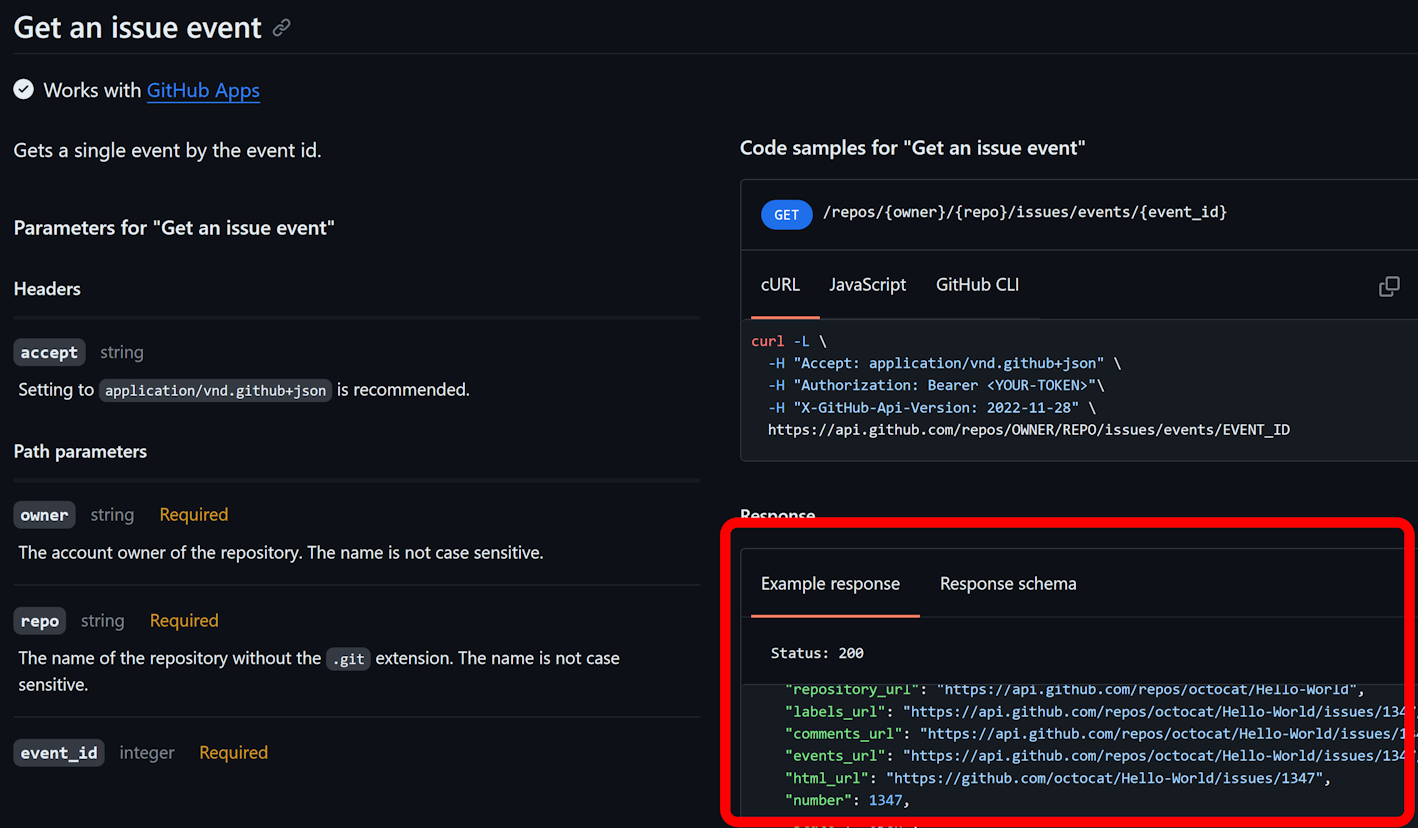 Get an issue event
Works with GitHub Apps
Gets a single event by the event id.
Parameters for "Get an issue event"
Headers
accept string
Setting to application/vnd.github+json is recommended.
Path parameters
owner string Required
The account owner of the repository. The name is not case sensitive.
repo string Required
The name of the repository without the .git extension. The name is not case
sensitive.
event_id integer Required
Code samples for "Get an issue event"
GET /repos/{owner}/{repo}/issues/events/{event_id}
cURL JavaScript GitHub CLI
curl -L \
-H "Accept: application/vnd.github+json" \
-H "Authorization: Bearer <YOUR-TOKEN>"\
-H "X-GitHub-Api-Version: 2022-11-28" \
https://api.github.com/repos/OWNER/REPO/issues/events/EVENT_ID
Response
Example response Response schema
Status: 200
"repository_url": "https://api.github.com/repos/octocat/Hello-World",
"labels_url": "https://api.github.com/repos/octocat/Hello-World/issues/1347
"comments_url": "https://api.github.com/repos/octocat/Hello-World/issues/13
"events_url": "https://api.github.com/repos/octocat/Hello-World/issues/1347
"html_url": "https://github.com/octocat/Hello-World/issues/1347",
"number": 1347,